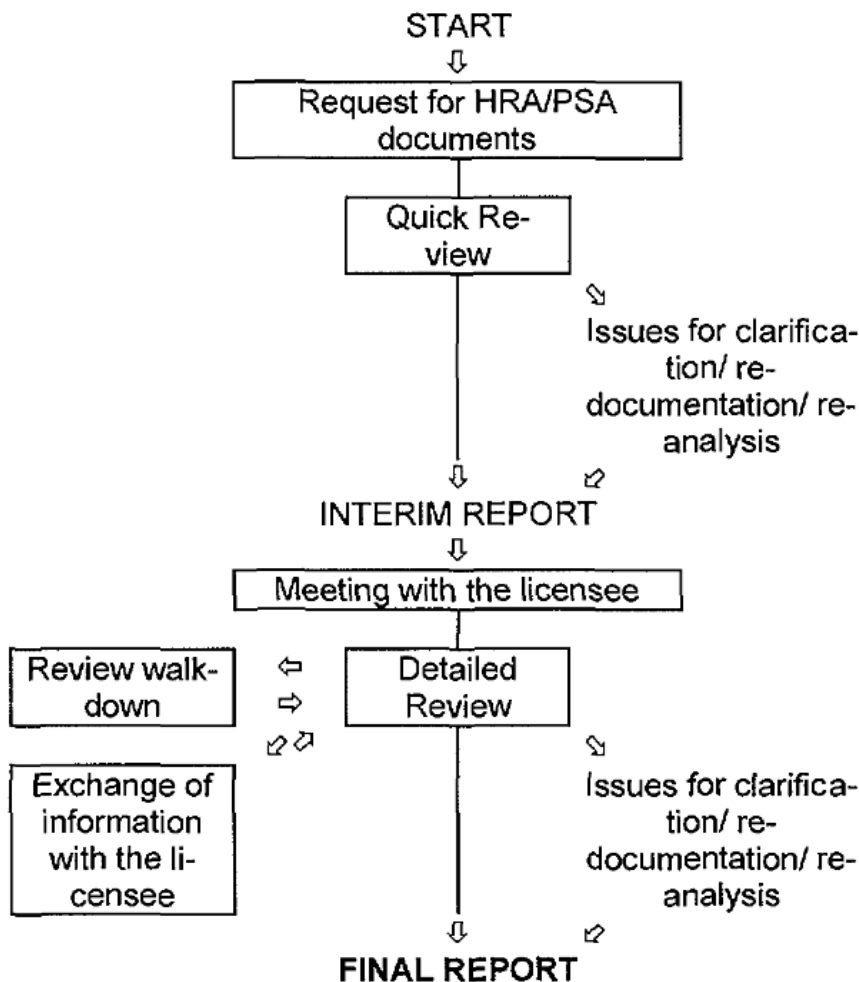 START
Request for HRA/PSA
documents
Quick Re-
view
Issues for clarifica-
tion/ re-
documentation/ re-
analysis
INTERIM REPORT
Meeting with the licensee
Review walk-
down
Detailed
Review
Exchange of
information
with the li-
censee
Issues for clarifica-
tion/ re-
documentation/ re-
analysis
FINAL REPORT